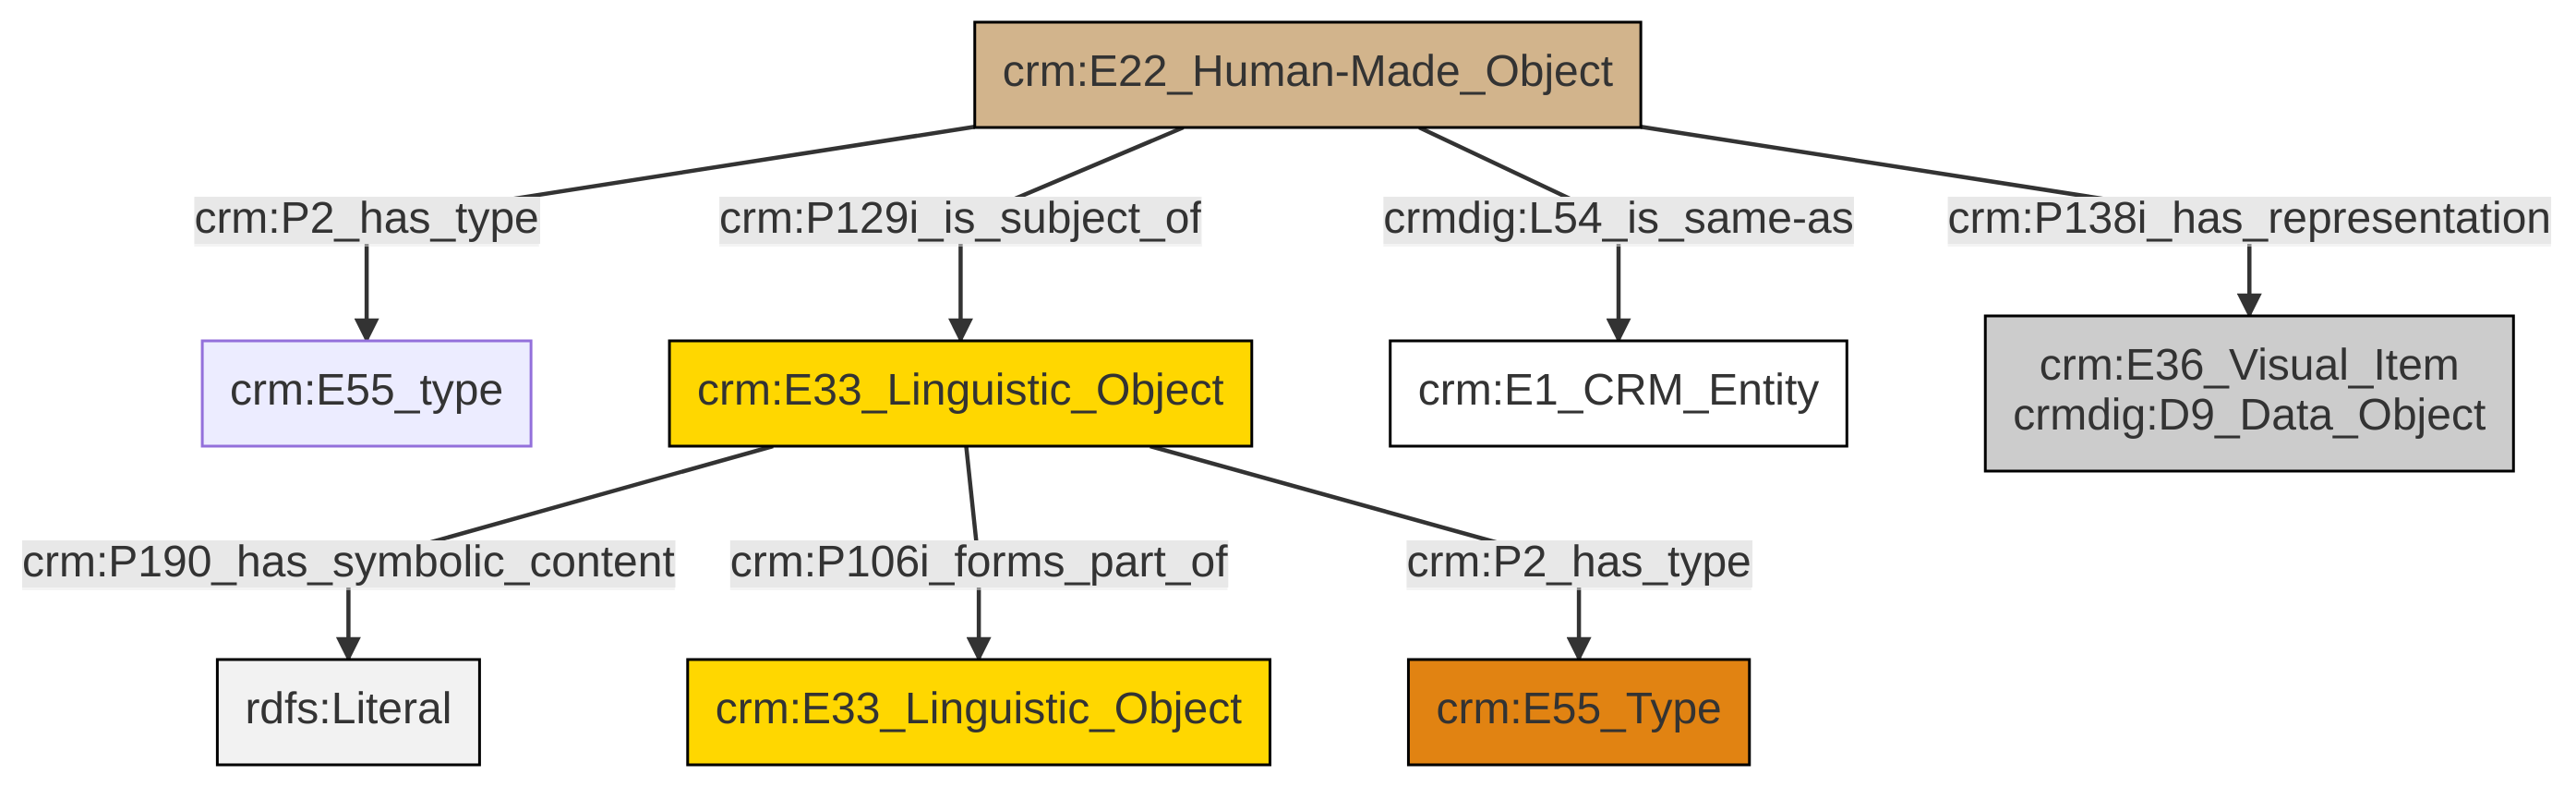 crm:E22_Human-Made_Object
crm:P2_has_type
crm:P129i_is_subject_of
crmdig:L54_is_same-as
crm:P138i_has_representation
crm:E55_type
crm:E33_Linguistic_Object
crm:E1_CRM_Entity
crm:E36_Visual_Item
crmdig:D9_Data_Object
crm:P190_has_symbolic_content
crm:P106i_forms_part_of
crm:P2_has_type
rdfs:Literal
crm:E33_Linguistic_Object
crm:E55_Type